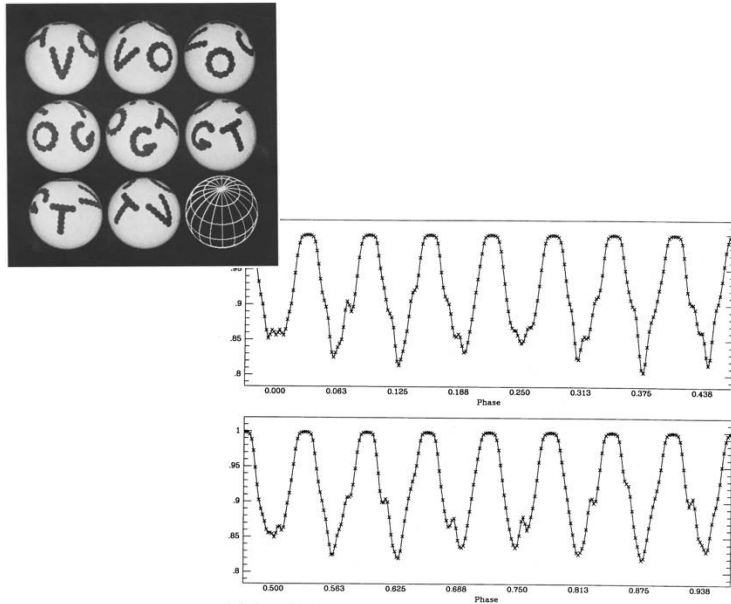 V O
V O
O
O G
O G T
G T
T
T V
.95
.9
.85
.8
0.000 0.063 0.125 0.188 0.250 0.313 0.375 0.438
Phase
1
.95
.9
.85
.8
0.500 0.563 0.625 0.688 0.750 0.813 0.875 0.938
Phase